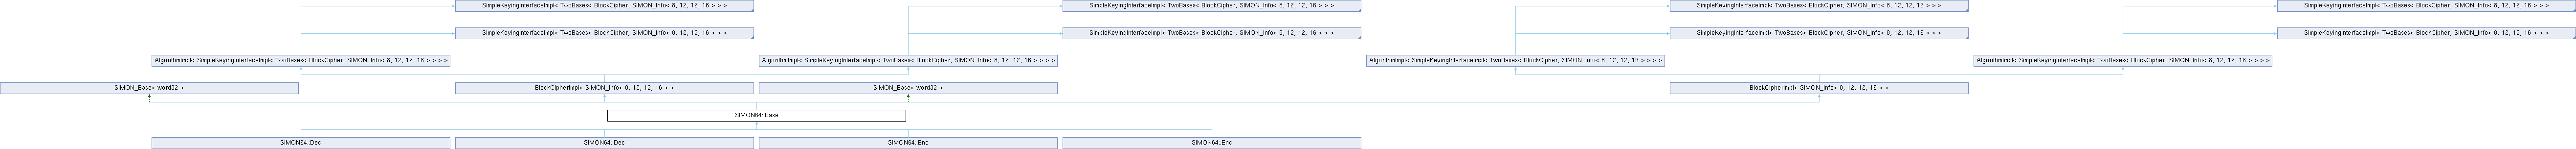 SimpleKeyingInterfaceImpl< TwoBases< BlockCipher, SIMON_Info< 8, 12, 12, 16 > > >
SimpleKeyingInterfaceImpl< TwoBases< BlockCipher, SIMON_Info< 8, 12, 12, 16 > > >
SimpleKeyingInterfaceImpl< TwoBases< BlockCipher, SIMON_Info< 8, 12, 12, 16 > > >
SimpleKeyingInterfaceImpl< TwoBases< BlockCipher, SIMON_Info< 8, 12, 12, 16 > > >
SimpleKeyingInterfaceImpl< TwoBases< BlockCipher, SIMON_Info< 8, 12, 12, 16 > > >
SimpleKeyingInterfaceImpl< TwoBases< BlockCipher, SIMON_Info< 8, 12, 12, 16 > > >
SimpleKeyingInterfaceImpl< TwoBases< BlockCipher, SIMON_Info< 8, 12, 12, 16 > > >
SimpleKeyingInterfaceImpl< TwoBases< BlockCipher, SIMON_Info< 8, 12, 12, 16 > > >
AlgorithmImpl< SimpleKeyingInterfaceImpl< TwoBases< BlockCipher, SIMON_Info< 8, 12, 12, 16 > > > >
AlgorithmImpl< SimpleKeyingInterfaceImpl< TwoBases< BlockCipher, SIMON_Info< 8, 12, 12, 16 > > > >
AlgorithmImpl< SimpleKeyingInterfaceImpl< TwoBases< BlockCipher, SIMON_Info< 8, 12, 12, 16 > > > >
AlgorithmImpl< SimpleKeyingInterfaceImpl< TwoBases< BlockCipher, SIMON_Info< 8, 12, 12, 16 > > > >
SIMON_Base< word32 >
BlockCipherImpl< SIMON_Info< 8, 12, 12, 16 > >
SIMON_Base< word32 >
BlockCipherImpl< SIMON_Info< 8, 12, 12, 16 > >
SIMON64::Base
SIMON64::Dec
SIMON64::Dec
SIMON64::Enc
SIMON64::Enc